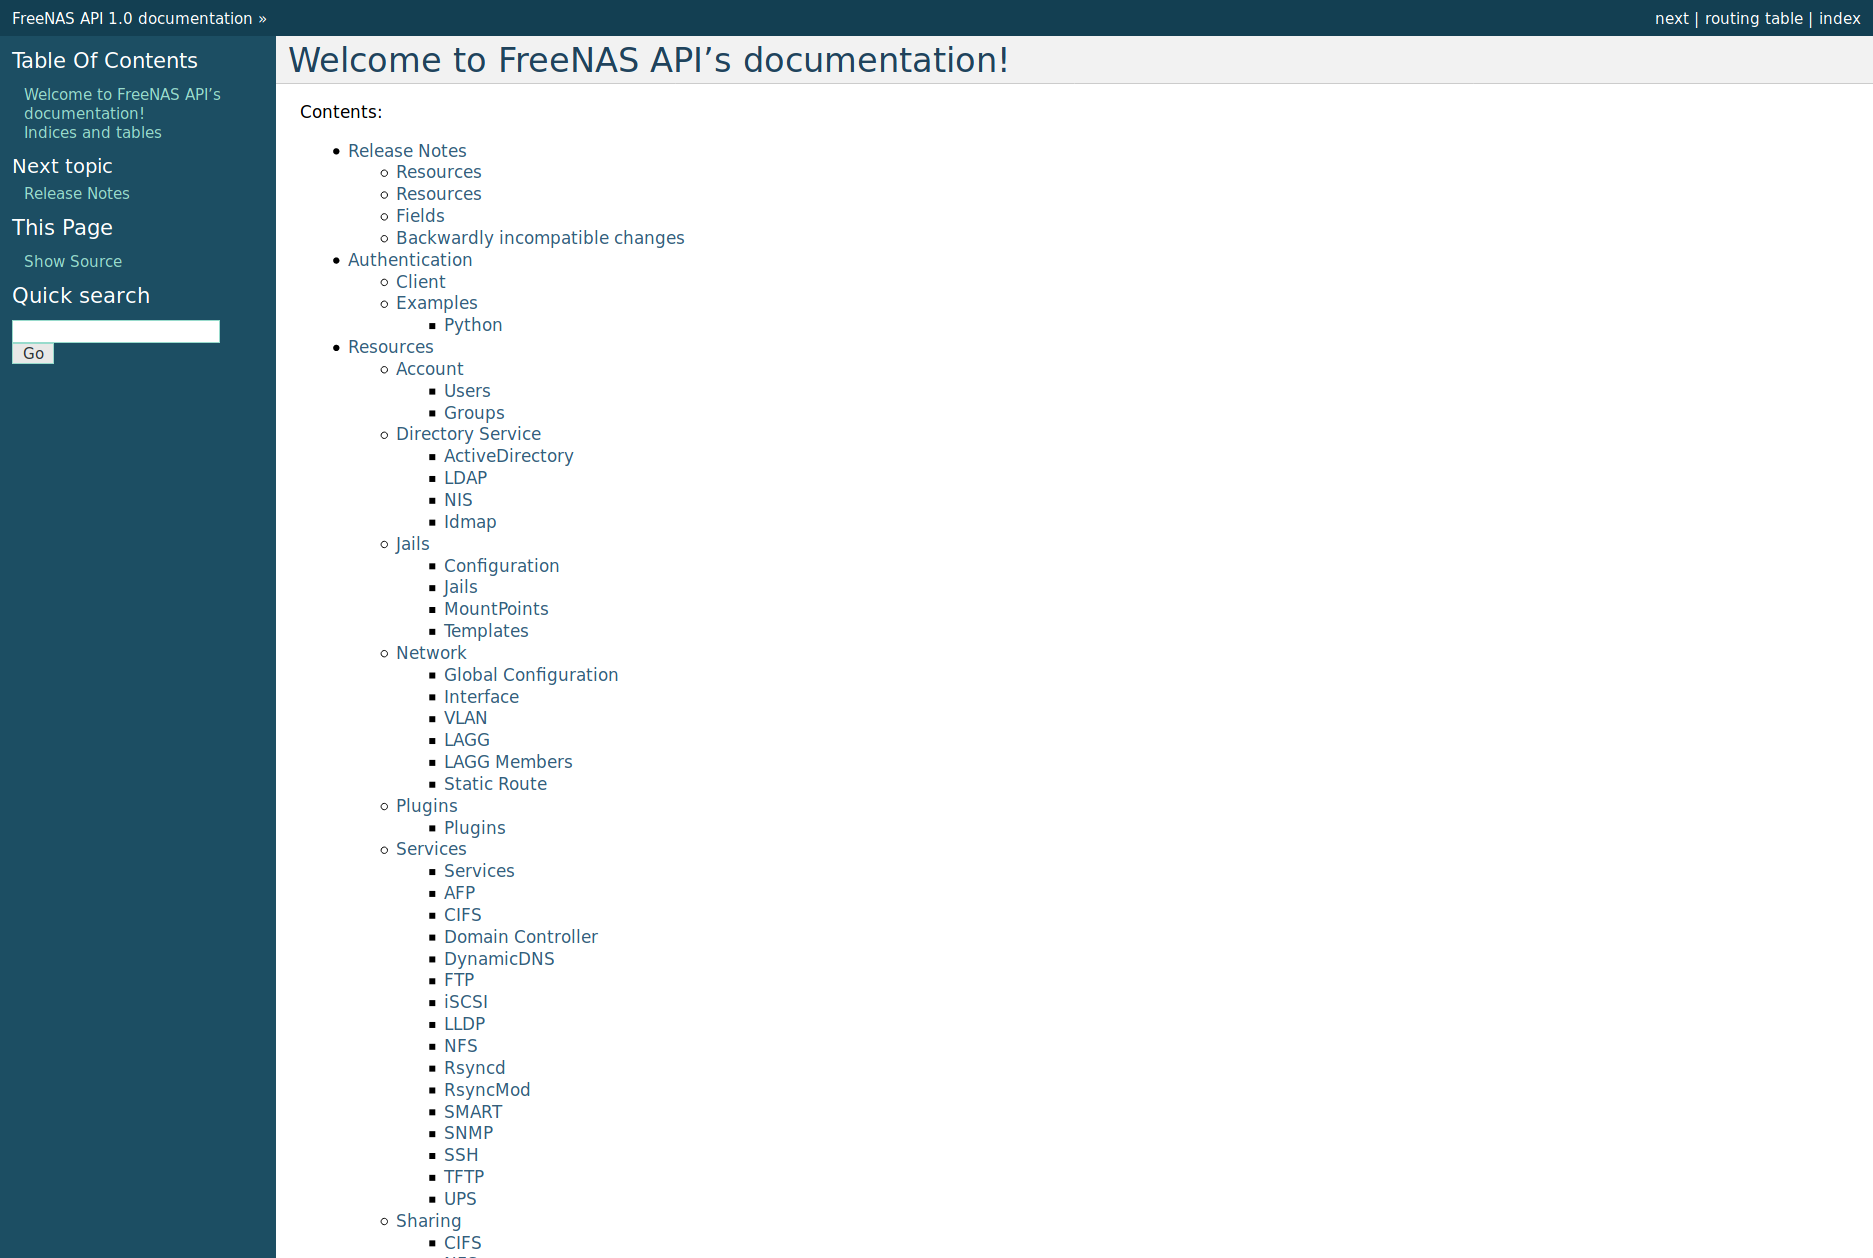 FreeNAS API 1.0 documentation »
next | routing table | index
Table Of Contents
Welcome to FreeNAS API’s
documentation!
Indices and tables
Next topic
Release Notes
This Page
Show Source
Quick search
Go
Welcome to FreeNAS API’s documentation!
Contents:
Release Notes
Resources
Resources
Fields
Backwardly incompatible changes
Authentication
Client
Examples
Python
Resources
Account
Users
Groups
Directory Service
ActiveDirectory
LDAP
NIS
Idmap
Jails
Configuration
Jails
MountPoints
Templates
Network
Global Configuration
Interface
VLAN
LAGG
LAGG Members
Static Route
Plugins
Plugins
Services
Services
AFP
CIFS
Domain Controller
DynamicDNS
FTP
iSCSI
LLDP
NFS
Rsyncd
RsyncMod
SMART
SNMP
SSH
TFTP
UPS
Sharing
CIFS